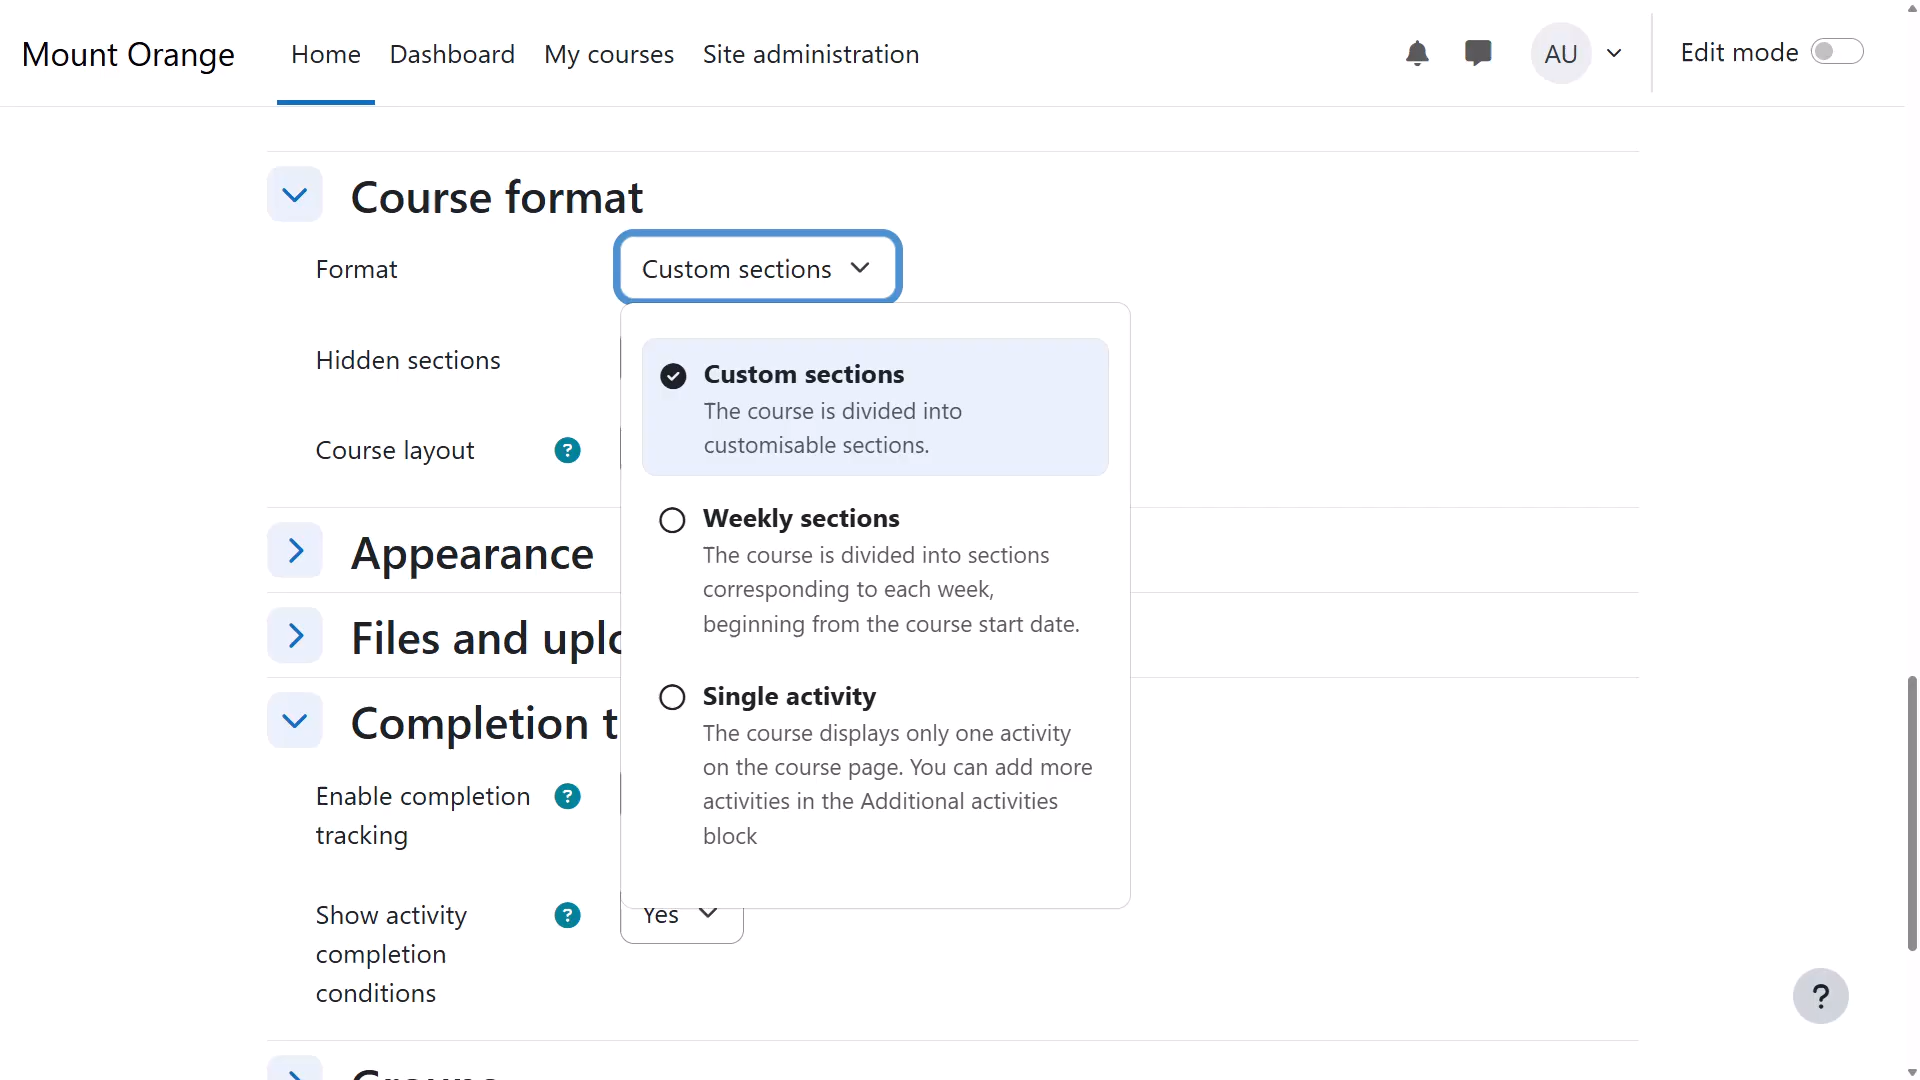 Mount Orange
Home
Dashboard
My courses
Site administration
AU
Edit mode
Course format
Format
Custom sections
Hidden sections
Course layout
?
Custom sections
The course is divided into
customisable sections.
Weekly sections
The course is divided into sections
corresponding to each week,
beginning from the course start date.
Single activity
The course displays only one activity
on the course page. You can add more
activities in the Additional activities
block
Appearance
Files and uplo
Completion t
Enable completion
tracking
?
Show activity
completion
conditions
?
Yes
?